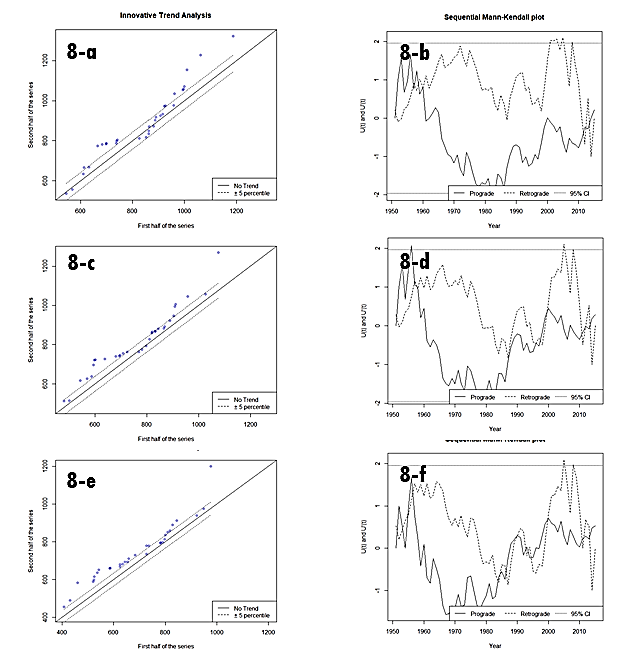 Innovative Trend Analysis
8-a
Second half of the series
600 800 1000 1200
600 800 1000 1200
First half of the series
No Trend
± 5 percentile
Sequential Mann-Kendall plot
8-b
U(t) and U'(t)
-2 -1 0 1 2
1950 1960 1970 1980 1990 2000 2010
Year
Prograde Retrograde 95% CI
8-c
Second half of the series
600 800 1000 1200
600 800 1000 1200
First half of the series
No Trend
± 5 percentile
8-d
U(t) and U'(t)
-2 -1 0 1 2
1950 1960 1970 1980 1990 2000 2010
Year
Prograde Retrograde 95% CI
8-e
Second half of the series
400 600 800 1000 1200
400 600 800 1000 1200
First half of the series
No Trend
± 5 percentile
Sequential Mann-Kendall plot
8-f
U(t) and U'(t)
-1 0 1 2
1950 1960 1970 1980 1990 2000 2010
Year
Prograde Retrograde 95% CI